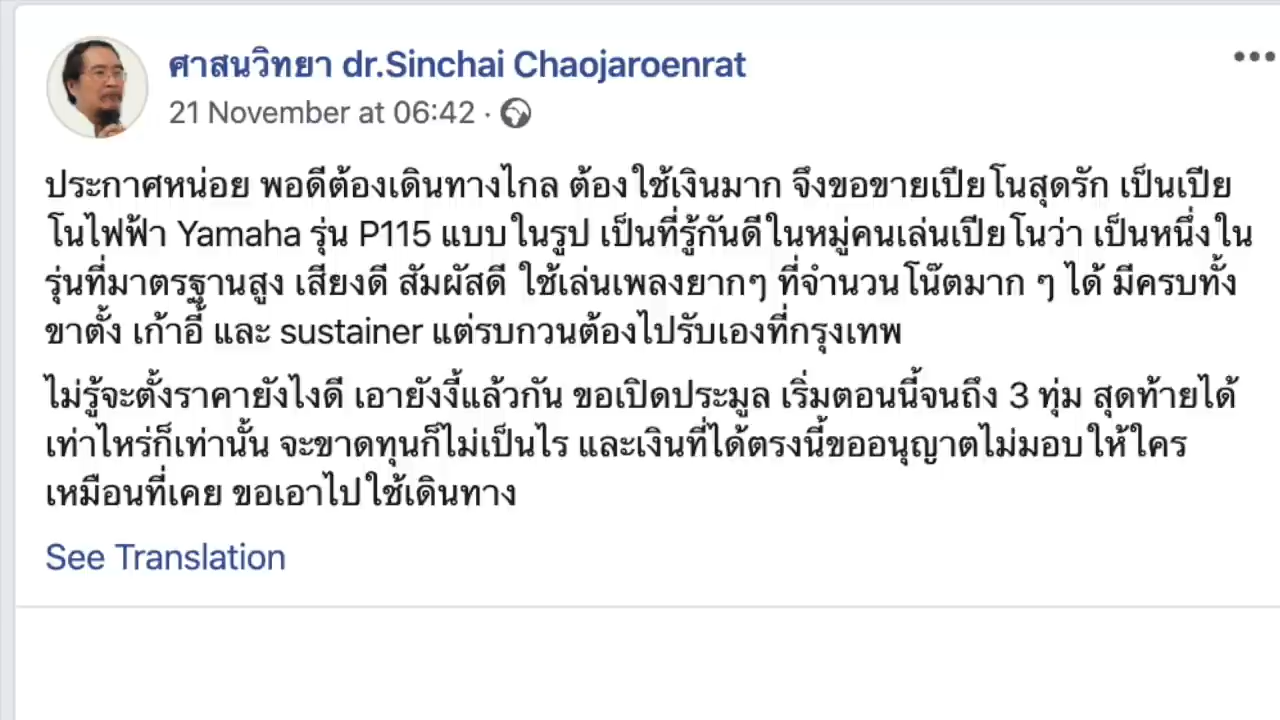 ศาสนวิทยา dr.Sinchai Chaojaroenrat
21 November at 06:42 ·
ประกาศหน่อย พอดีต้องเดินทางไกล ต้องใช้เงินมาก จึงขอขายเปียโนสุดรัก เป็นเปีย
โนไฟฟ้า Yamaha รุ่น P115 แบบในรูป เป็นที่รู้กันดีในหมู่คนเล่นเปียโนว่า เป็นหนึ่งใน
รุ่นที่มาตรฐานสูง เสียงดี สัมผัสดี ใช้เล่นเพลงยากๆ ที่จำนวนโน๊ตมาก ๆ ได้ มีครบทั้ง
ขาตั้ง เก้าอี้ และ sustainer แต่รบกวนต้องไปรับเองที่กรุงเทพ
ไม่รู้จะตั้งราคายังไงดี เอายังงี้แล้วกัน ขอเปิดประมูล เริ่มตอนนี้จนถึง 3 ทุ่ม สุดท้ายได้
เท่าไหร่ก็เท่านั้น จะขาดทุนก็ไม่เป็นไร และเงินที่ได้ตรงนี้ขออนุญาตไม่มอบให้ใคร
เหมือนที่เคย ขอเอาไปใช้เดินทาง
See Translation